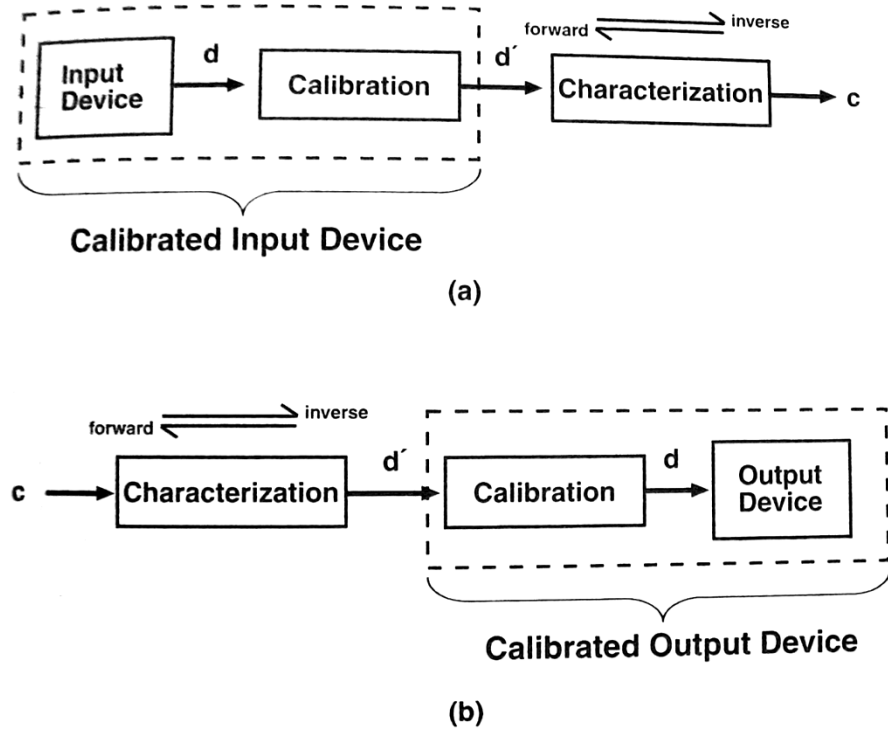 forward inverse
Input Device d Calibration d´ Characterization c
Calibrated Input Device
(a)
forward inverse
c Characterization d´ Calibration d Output Device
Calibrated Output Device
(b)